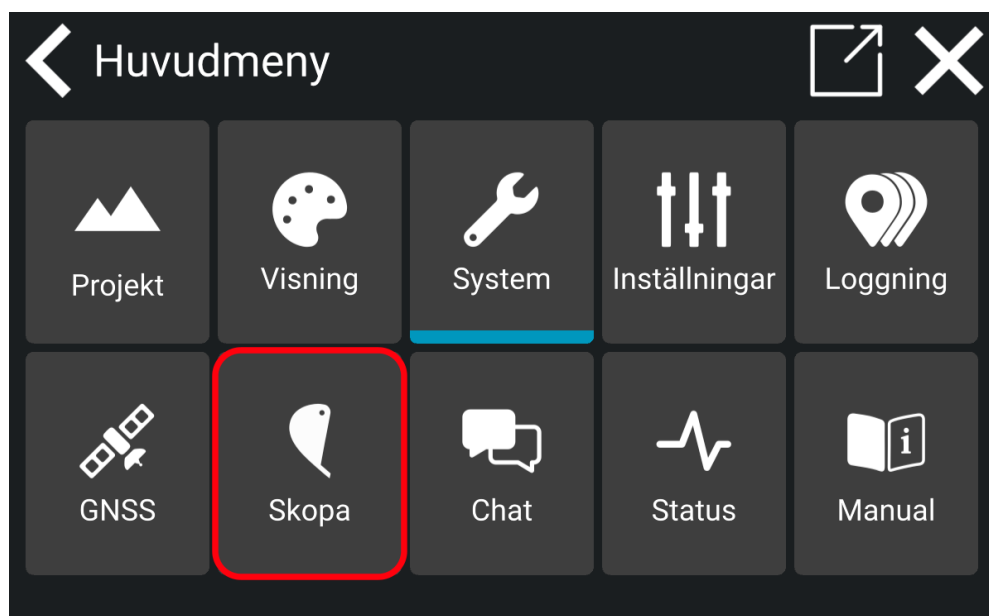 Huvudmeny
Projekt
Visning
System
Inställningar
Loggning
GNSS
Skopa
Chat
Status
Manual